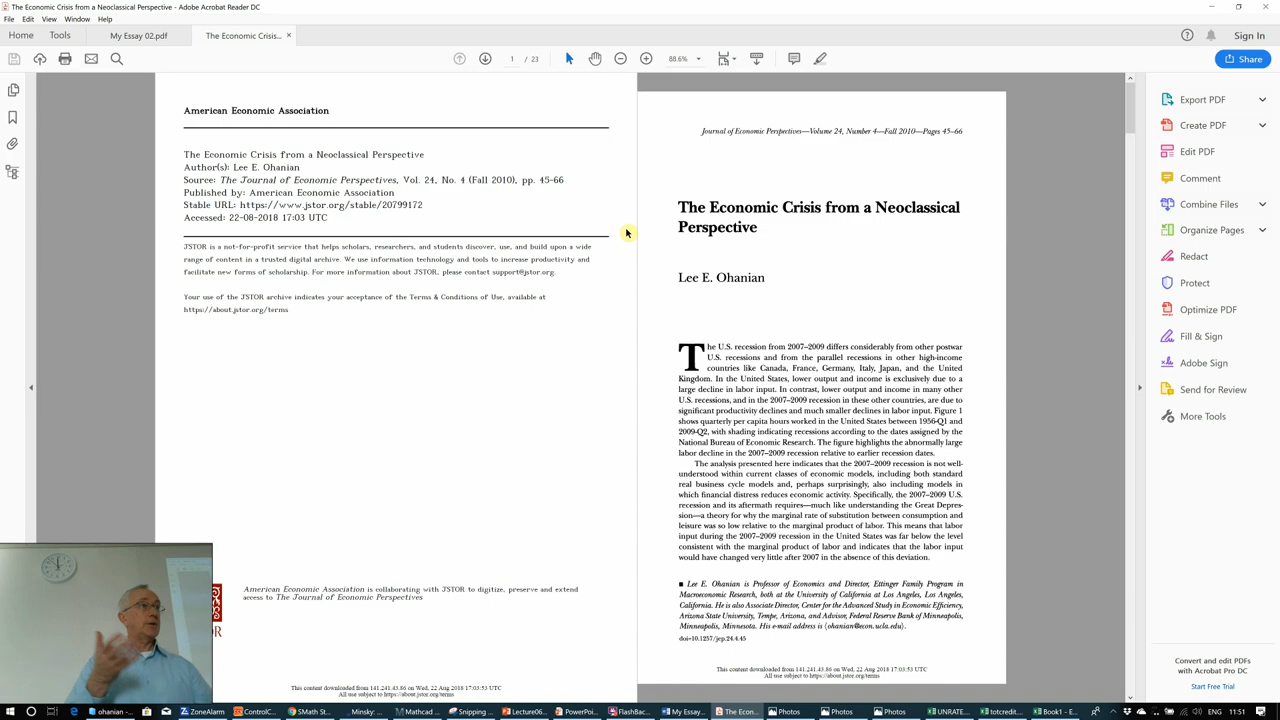 The Economic Crisis from a Neoclassical Perspective - Adobe Acrobat Reader DC
File Edit View Window Help
Home Tools My Essay 02.pdf The Economic Crisis... ×
Sign In
1 / 23
88.6%
Share
American Economic Association
The Economic Crisis from a Neoclassical Perspective
Author(s): Lee E. Ohanian
Source: The Journal of Economic Perspectives, Vol. 24, No. 4 (Fall 2010), pp. 45-66
Published by: American Economic Association
Stable URL: https://www.jstor.org/stable/20799172
Accessed: 22-08-2018 17:03 UTC
JSTOR is a not-for-profit service that helps scholars, researchers, and students discover, use, and build upon a wide
range of content in a trusted digital archive. We use information technology and tools to increase productivity and
facilitate new forms of scholarship. For more information about JSTOR, please contact support@jstor.org.
Your use of the JSTOR archive indicates your acceptance of the Terms & Conditions of Use, available at
https://about.jstor.org/terms
American Economic Association is collaborating with JSTOR to digitize, preserve and extend
access to The Journal of Economic Perspectives
This content downloaded from 141.241.43.86 on Wed, 22 Aug 2018 17:03:53 UTC
All use subject to https://about.jstor.org/terms
Journal of Economic Perspectives—Volume 24, Number 4—Fall 2010—Pages 45–66
The Economic Crisis from a Neoclassical
Perspective
Lee E. Ohanian
The U.S. recession from 2007–2009 differs considerably from other postwar
U.S. recessions and from the parallel recessions in other high-income
countries like Canada, France, Germany, Italy, Japan, and the United
Kingdom. In the United States, lower output and income is exclusively due to a
large decline in labor input. In contrast, lower output and income in many other
U.S. recessions, and in the 2007–2009 recession in these other countries, are due to
significant productivity declines and much smaller declines in labor input. Figure 1
shows quarterly per capita hours worked in the United States between 1956-Q1 and
2009-Q2, with shading indicating recessions according to the dates assigned by the
National Bureau of Economic Research. The figure highlights the abnormally large
labor decline in the 2007–2009 recession relative to earlier recession dates.
The analysis presented here indicates that the 2007–2009 recession is not well-
understood within current classes of economic models, including both standard
real business cycle models and, perhaps surprisingly, also including models in
which financial distress reduces economic activity. Specifically, the 2007–2009 U.S.
recession and its aftermath requires—much like understanding the Great Depres-
sion—a theory for why the marginal rate of substitution between consumption and
leisure was so low relative to the marginal product of labor. This means that labor
input during the 2007–2009 recession in the United States was far below the level
consistent with the marginal product of labor and indicates that the labor input
would have changed very little after 2007 in the absence of this deviation.
■ Lee E. Ohanian is Professor of Economics and Director, Ettinger Family Program in
Macroeconomic Research, both at the University of California at Los Angeles, Los Angeles,
California. He is also Associate Director, Center for the Advanced Study in Economic Efficiency,
Arizona State University, Tempe, Arizona, and Advisor, Federal Reserve Bank of Minneapolis,
Minneapolis, Minnesota. His e-mail address is ⟨ohanian@econ.ucla.edu⟩.
doi=10.1257/jep.24.4.45
This content downloaded from 141.241.43.86 on Wed, 22 Aug 2018 17:03:53 UTC
All use subject to https://about.jstor.org/terms
Export PDF
Create PDF
Edit PDF
Comment
Combine Files
Organize Pages
Redact
Protect
Optimize PDF
Fill & Sign
Adobe Sign
Send for Review
More Tools
Convert and edit PDFs
with Acrobat Pro DC
Start Free Trial
ohanian - ... ZoneAlarm ControlC... SMath St... Minsky: ... Mathcad ... Snipping ... Lecture06... PowerPoi... FlashBac... My Essay... The Econ... Photos Photos Photos UNRATE... totcredit... Book1 - E... ENG 11:51